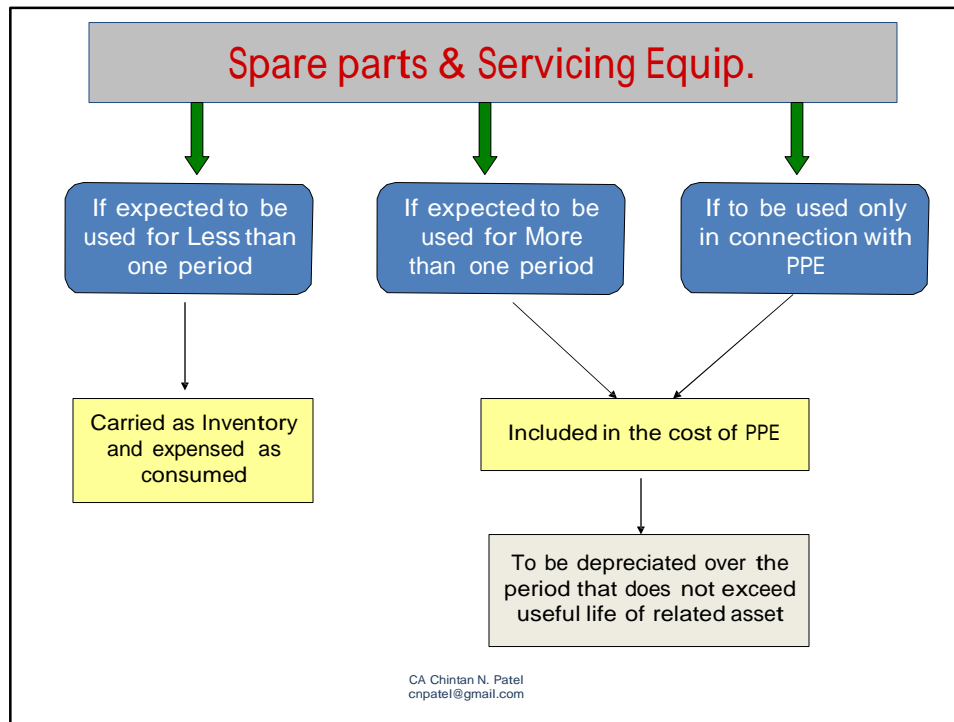 Spare parts & Servicing Equip.
If expected to be
used for Less than
one period
If expected to be
used for More
than one period
If to be used only
in connection with
PPE
Carried as Inventory
and expensed as
consumed
Included in the cost of PPE
To be depreciated over the
period that does not exceed
useful life of related asset
CA Chintan N. Patel
cnpatel@gmail.com